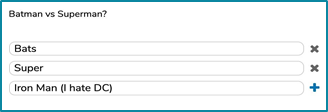 Batman vs Superman?
Bats
Super
Iron Man (I hate DC)